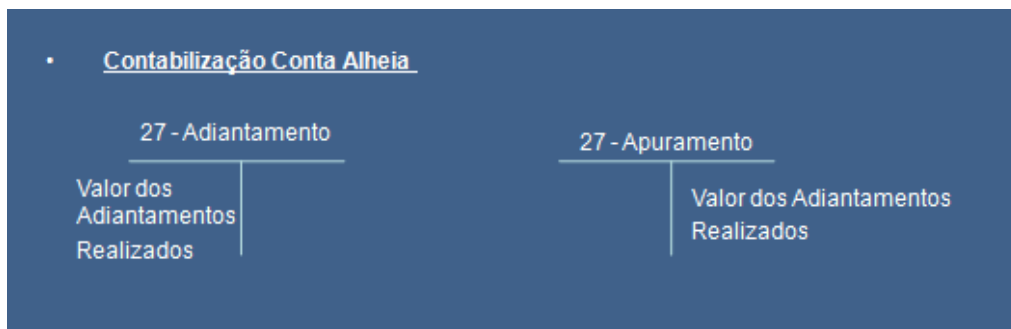 • Contabilização Conta Alheia
27 - Adiantamento
Valor dos
Adiantamentos
Realizados
27 - Apuramento
Valor dos Adiantamentos
Realizados